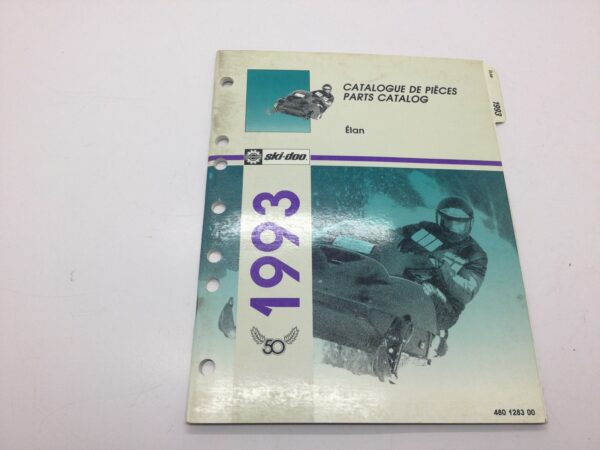 CATALOGUE DE PIÈCES
PARTS CATALOG
Élan
1993
ski-doo
1993
50
480 1283 00